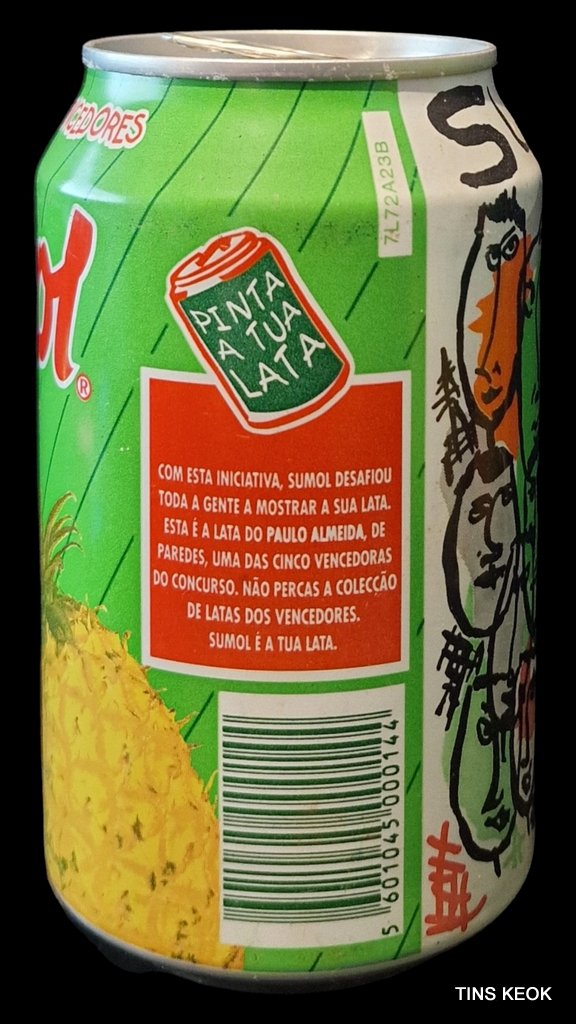 CEDORES
7L72A23B
S
ol®
PINTA
A TUA
LATA
COM ESTA INICIATIVA, SUMOL DESAFIOU
TODA A GENTE A MOSTRAR A SUA LATA.
ESTA É A LATA DO PAULO ALMEIDA, DE
PAREDES, UMA DAS CINCO VENCEDORAS
DO CONCURSO. NÃO PERCAS A COLECÇÃO
DE LATAS DOS VENCEDORES.
SUMOL É A TUA LATA.
5 601045 000144
TINS KEOK